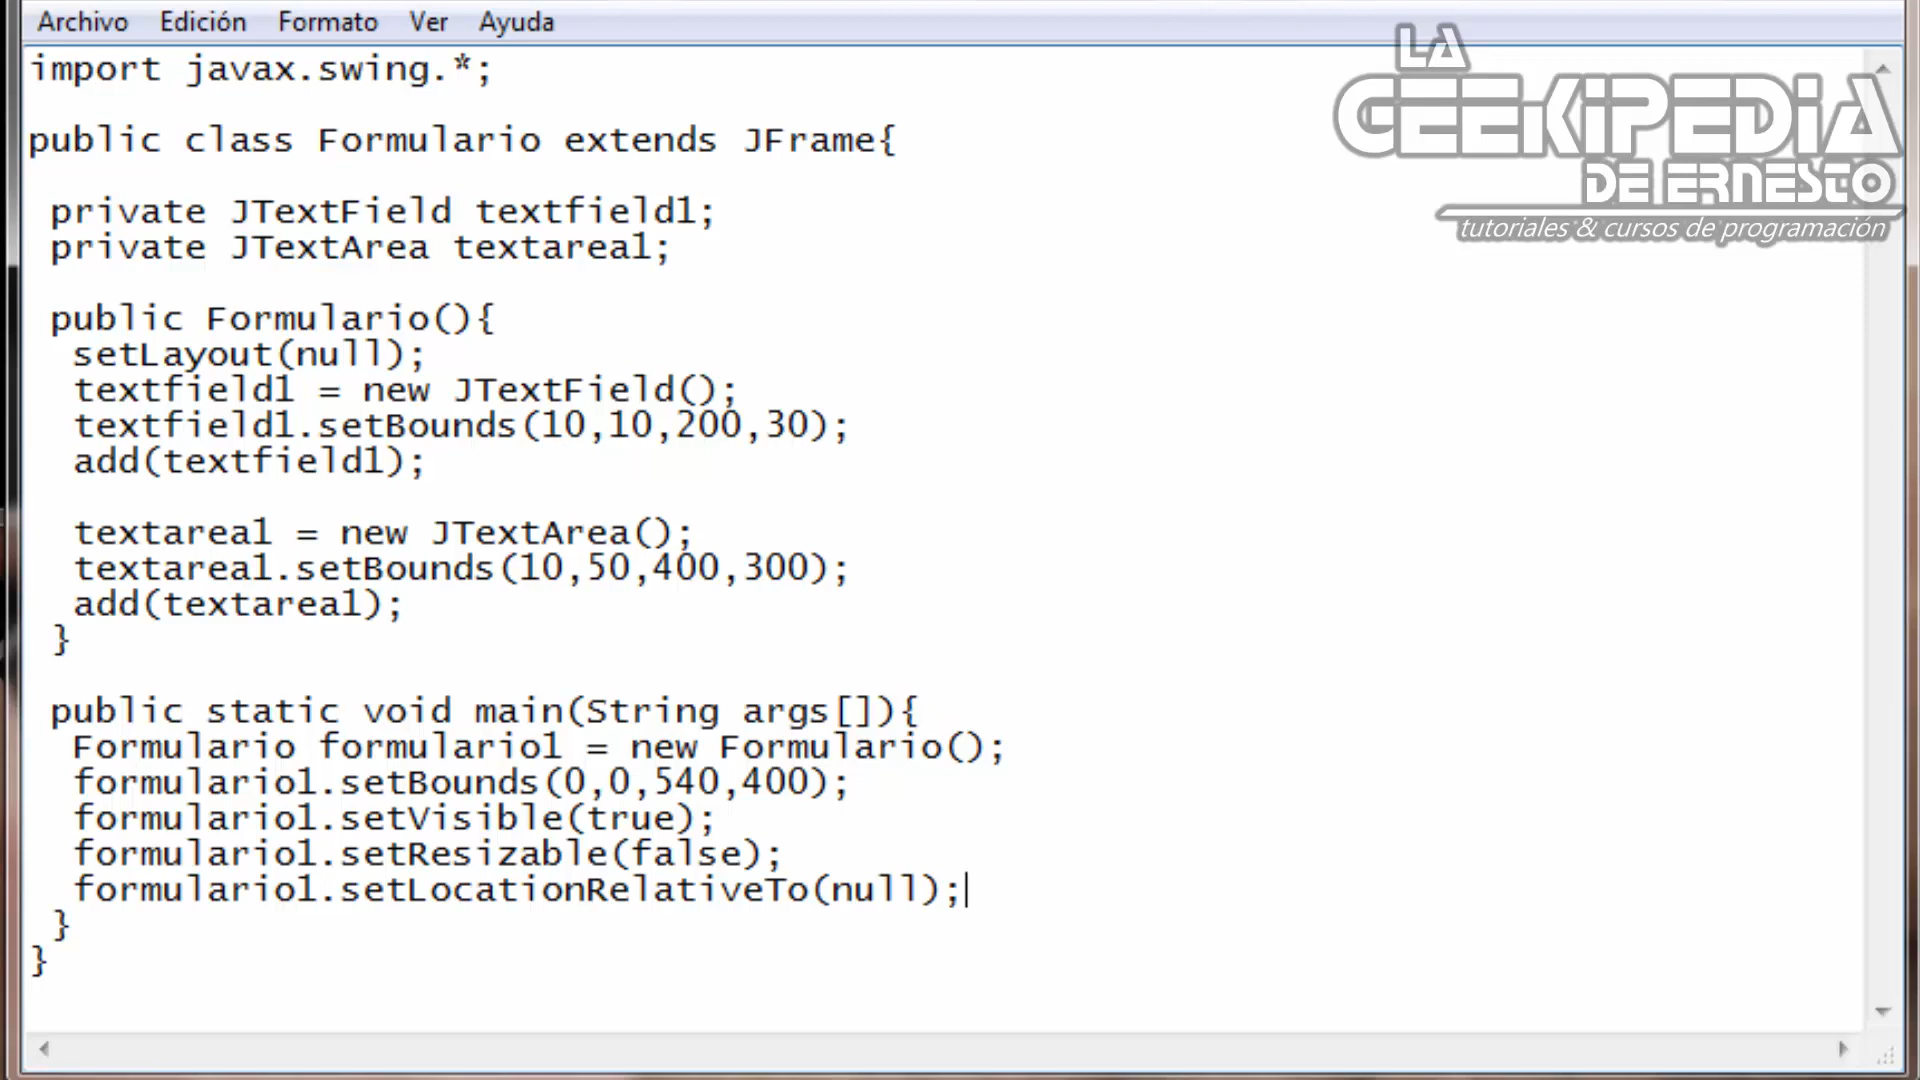 Archivo Edición Formato Ver Ayuda
import javax.swing.*;
public class Formulario extends JFrame{
private JTextField textfield1;
private JTextArea textarea1;
public Formulario(){
setLayout(null);
textfield1 = new JTextField();
textfield1.setBounds(10,10,200,30);
add(textfield1);
textarea1 = new JTextArea();
textarea1.setBounds(10,50,400,300);
add(textarea1);
}
public static void main(String args[]){
Formulario formulario1 = new Formulario();
formulario1.setBounds(0,0,540,400);
formulario1.setVisible(true);
formulario1.setResizable(false);
formulario1.setLocationRelativeTo(null);
}
}
LA
GEEKIPEDIA
DE ERNESTO
tutoriales & cursos de programación